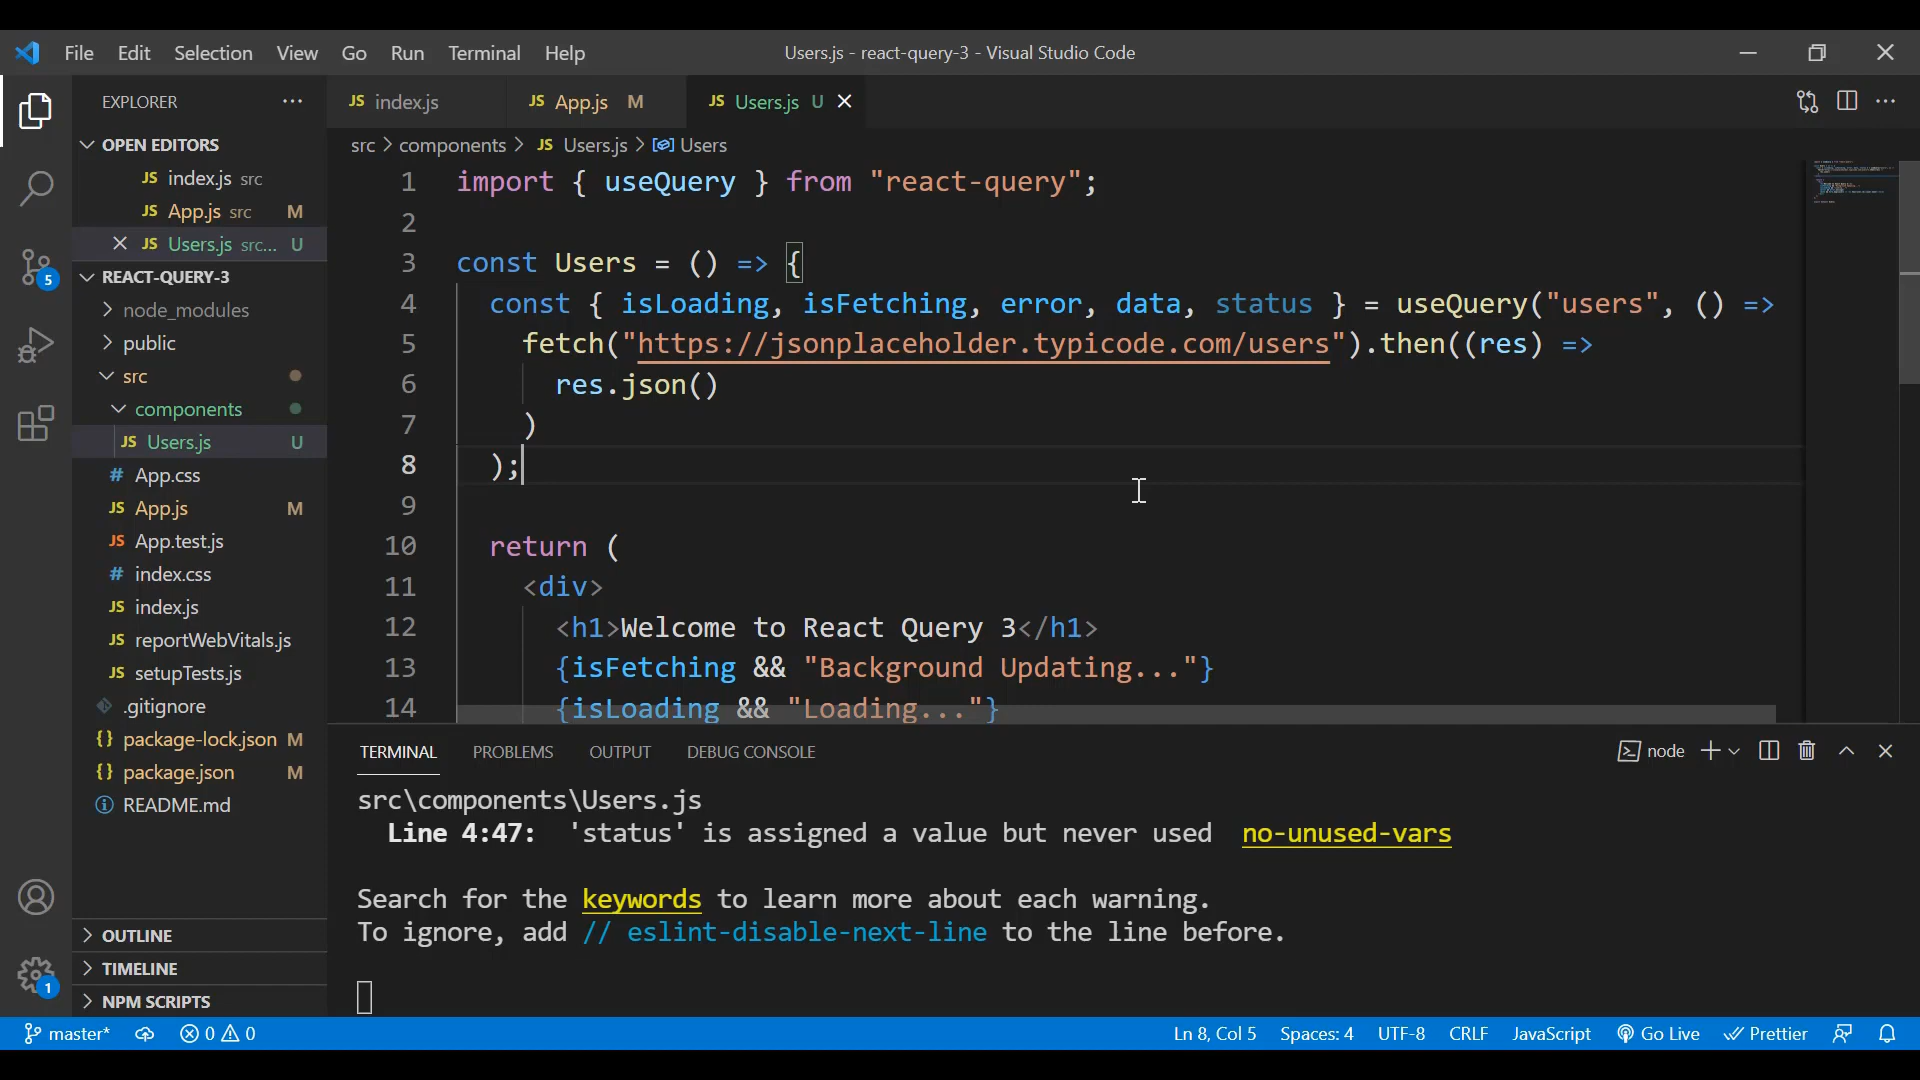 File Edit Selection View Go Run Terminal Help
Users.js - react-query-3 - Visual Studio Code
EXPLORER
OPEN EDITORS
JS index.js src
JS App.js src M
JS Users.js src... U
REACT-QUERY-3
node_modules
public
src
components
JS Users.js U
# App.css
JS App.js M
JS App.test.js
# index.css
JS index.js
JS reportWebVitals.js
JS setupTests.js
.gitignore
{} package-lock.json M
{} package.json M
README.md
OUTLINE
TIMELINE
NPM SCRIPTS
5
1
JS index.js JS App.js M JS Users.js U
src > components > JS Users.js > Users
1 import { useQuery } from "react-query";
2
3 const Users = () => {
4 const { isLoading, isFetching, error, data, status } = useQuery("users", () =>
5 fetch("https://jsonplaceholder.typicode.com/users").then((res) =>
6 res.json()
7 )
8 );
9
10 return (
11 <div>
12 <h1>Welcome to React Query 3</h1>
13 {isFetching && "Background Updating..."}
14 {isLoading && "Loading..."}
TERMINAL PROBLEMS OUTPUT DEBUG CONSOLE
node
src\components\Users.js
Line 4:47: 'status' is assigned a value but never used no-unused-vars
Search for the keywords to learn more about each warning.
To ignore, add // eslint-disable-next-line to the line before.
master* 0 0 Ln 8, Col 5 Spaces: 4 UTF-8 CRLF JavaScript Go Live Prettier